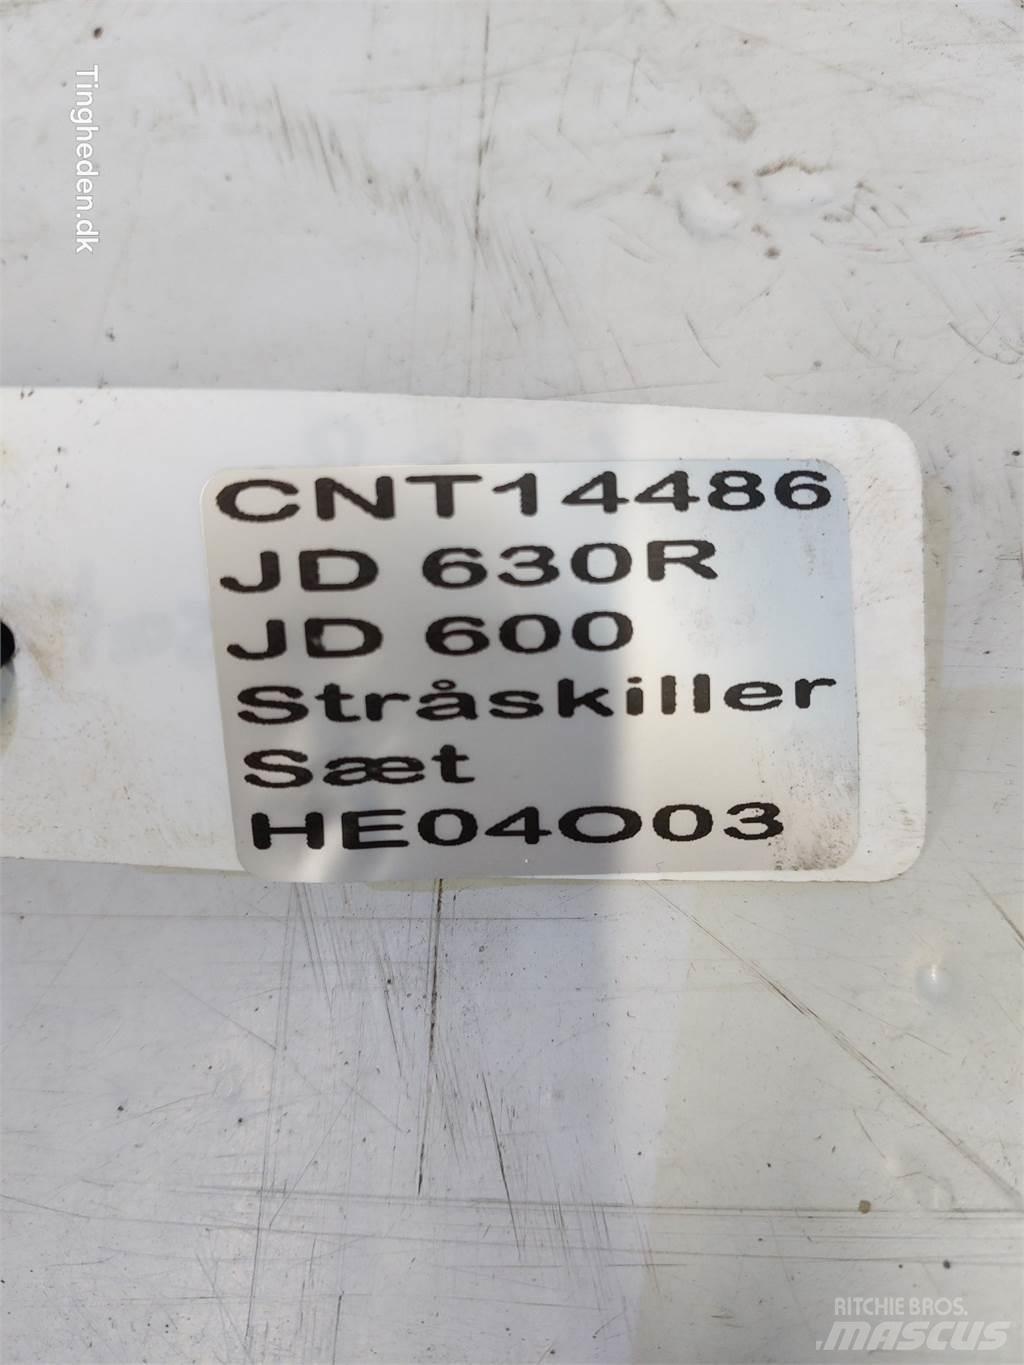 Tingheden.dk
CNT14486
JD 630R
JD 600
Stråskiller
Sæt
HE04O03
RITCHIE BROS.
MASCUS